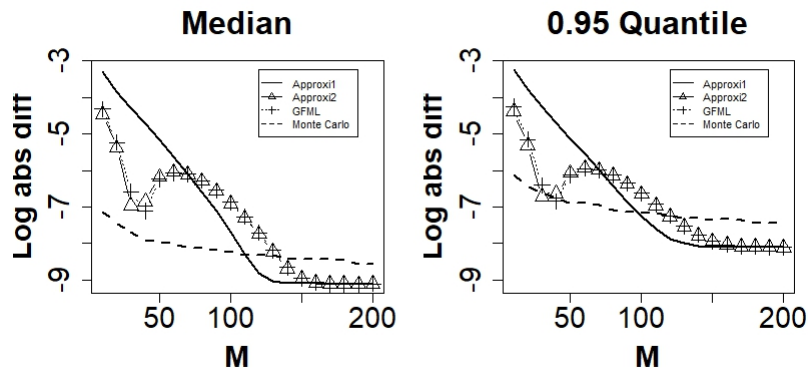 Median
Log abs diff
-3
-5
-7
-9
Approxi1
Approxi2
GFML
Monte Carlo
50
100
200
M
0.95 Quantile
Log abs diff
-3
-5
-7
-9
Approxi1
Approxi2
GFML
Monte Carlo
50
100
200
M